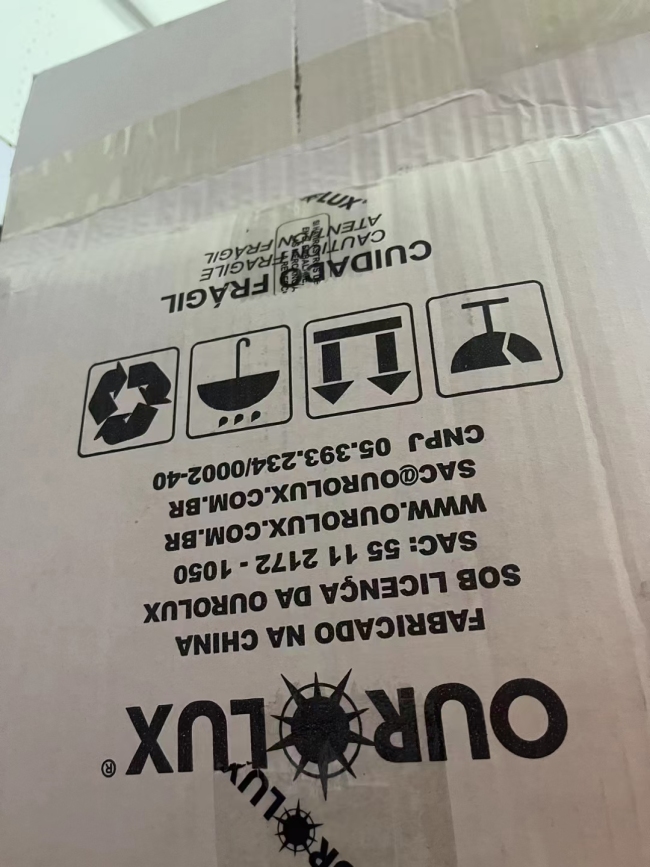 OUROLUX®
FABRICADO NA CHINA
SOB LICENÇA DA OUROLUX
SAC: 55 11 2172 - 1050
WWW.OUROLUX.COM.BR
SAC@OUROLUX.COM.BR
CNPJ 05.393.234/0002-40
CUIDADO FRÁGIL
CAUTION FRAGILE
ATENTION FRÁGIL